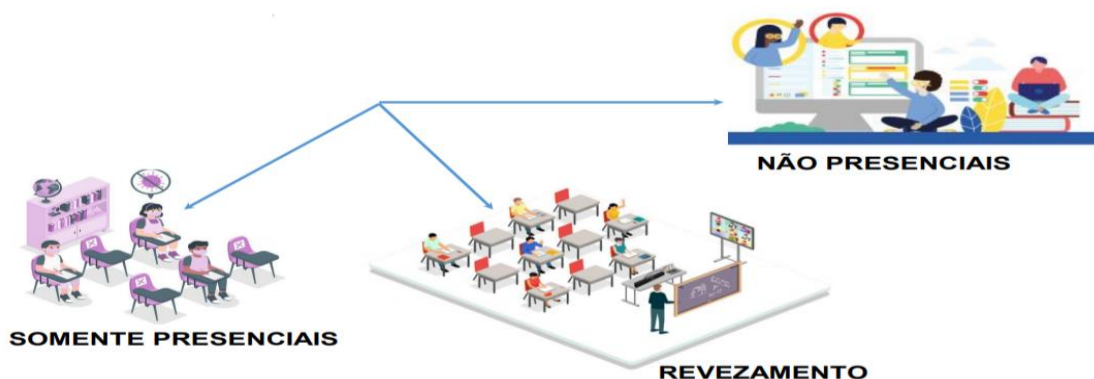 NÃO PRESENCIAIS
SOMENTE PRESENCIAIS
REVEZAMENTO